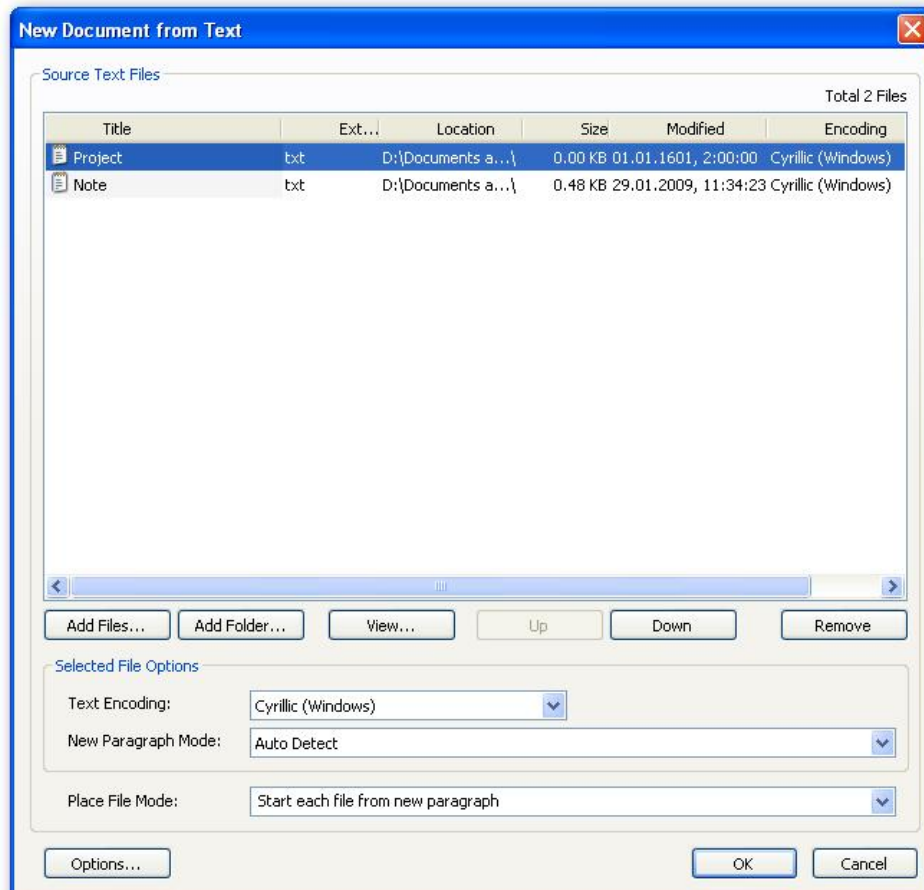 New Document from Text
Source Text Files
Total 2 Files
Title Ext... Location Size Modified Encoding
Project txt D:\Documents a...\ 0.00 KB 01.01.1601, 2:00:00 Cyrillic (Windows)
Note txt D:\Documents a...\ 0.48 KB 29.01.2009, 11:34:23 Cyrillic (Windows)
Add Files... Add Folder... View... Up Down Remove
Selected File Options
Text Encoding: Cyrillic (Windows)
New Paragraph Mode: Auto Detect
Place File Mode: Start each file from new paragraph
Options... OK Cancel